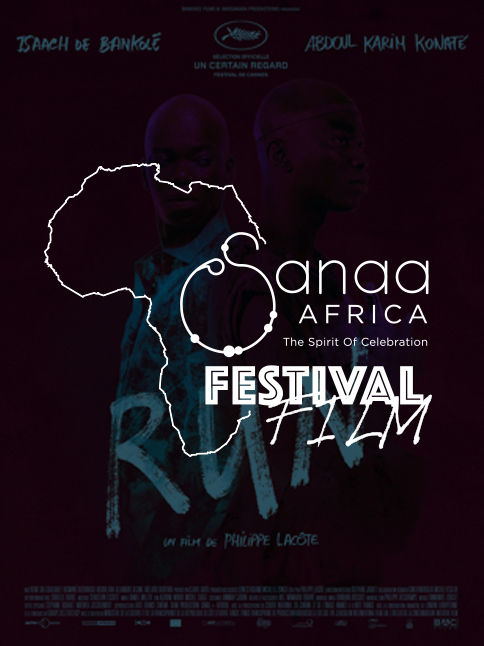 ISAACH DE BANKOLÉ
ABDOUL KARIM KONATÉ
SÉLECTION OFFICIELLE
UN CERTAIN REGARD
FESTIVAL DE CANNES
Sanaa
AFRICA
The Spirit Of Celebration
FESTIVAL
FILM
RUN
UN FILM DE PHILIPPE LACÔTE